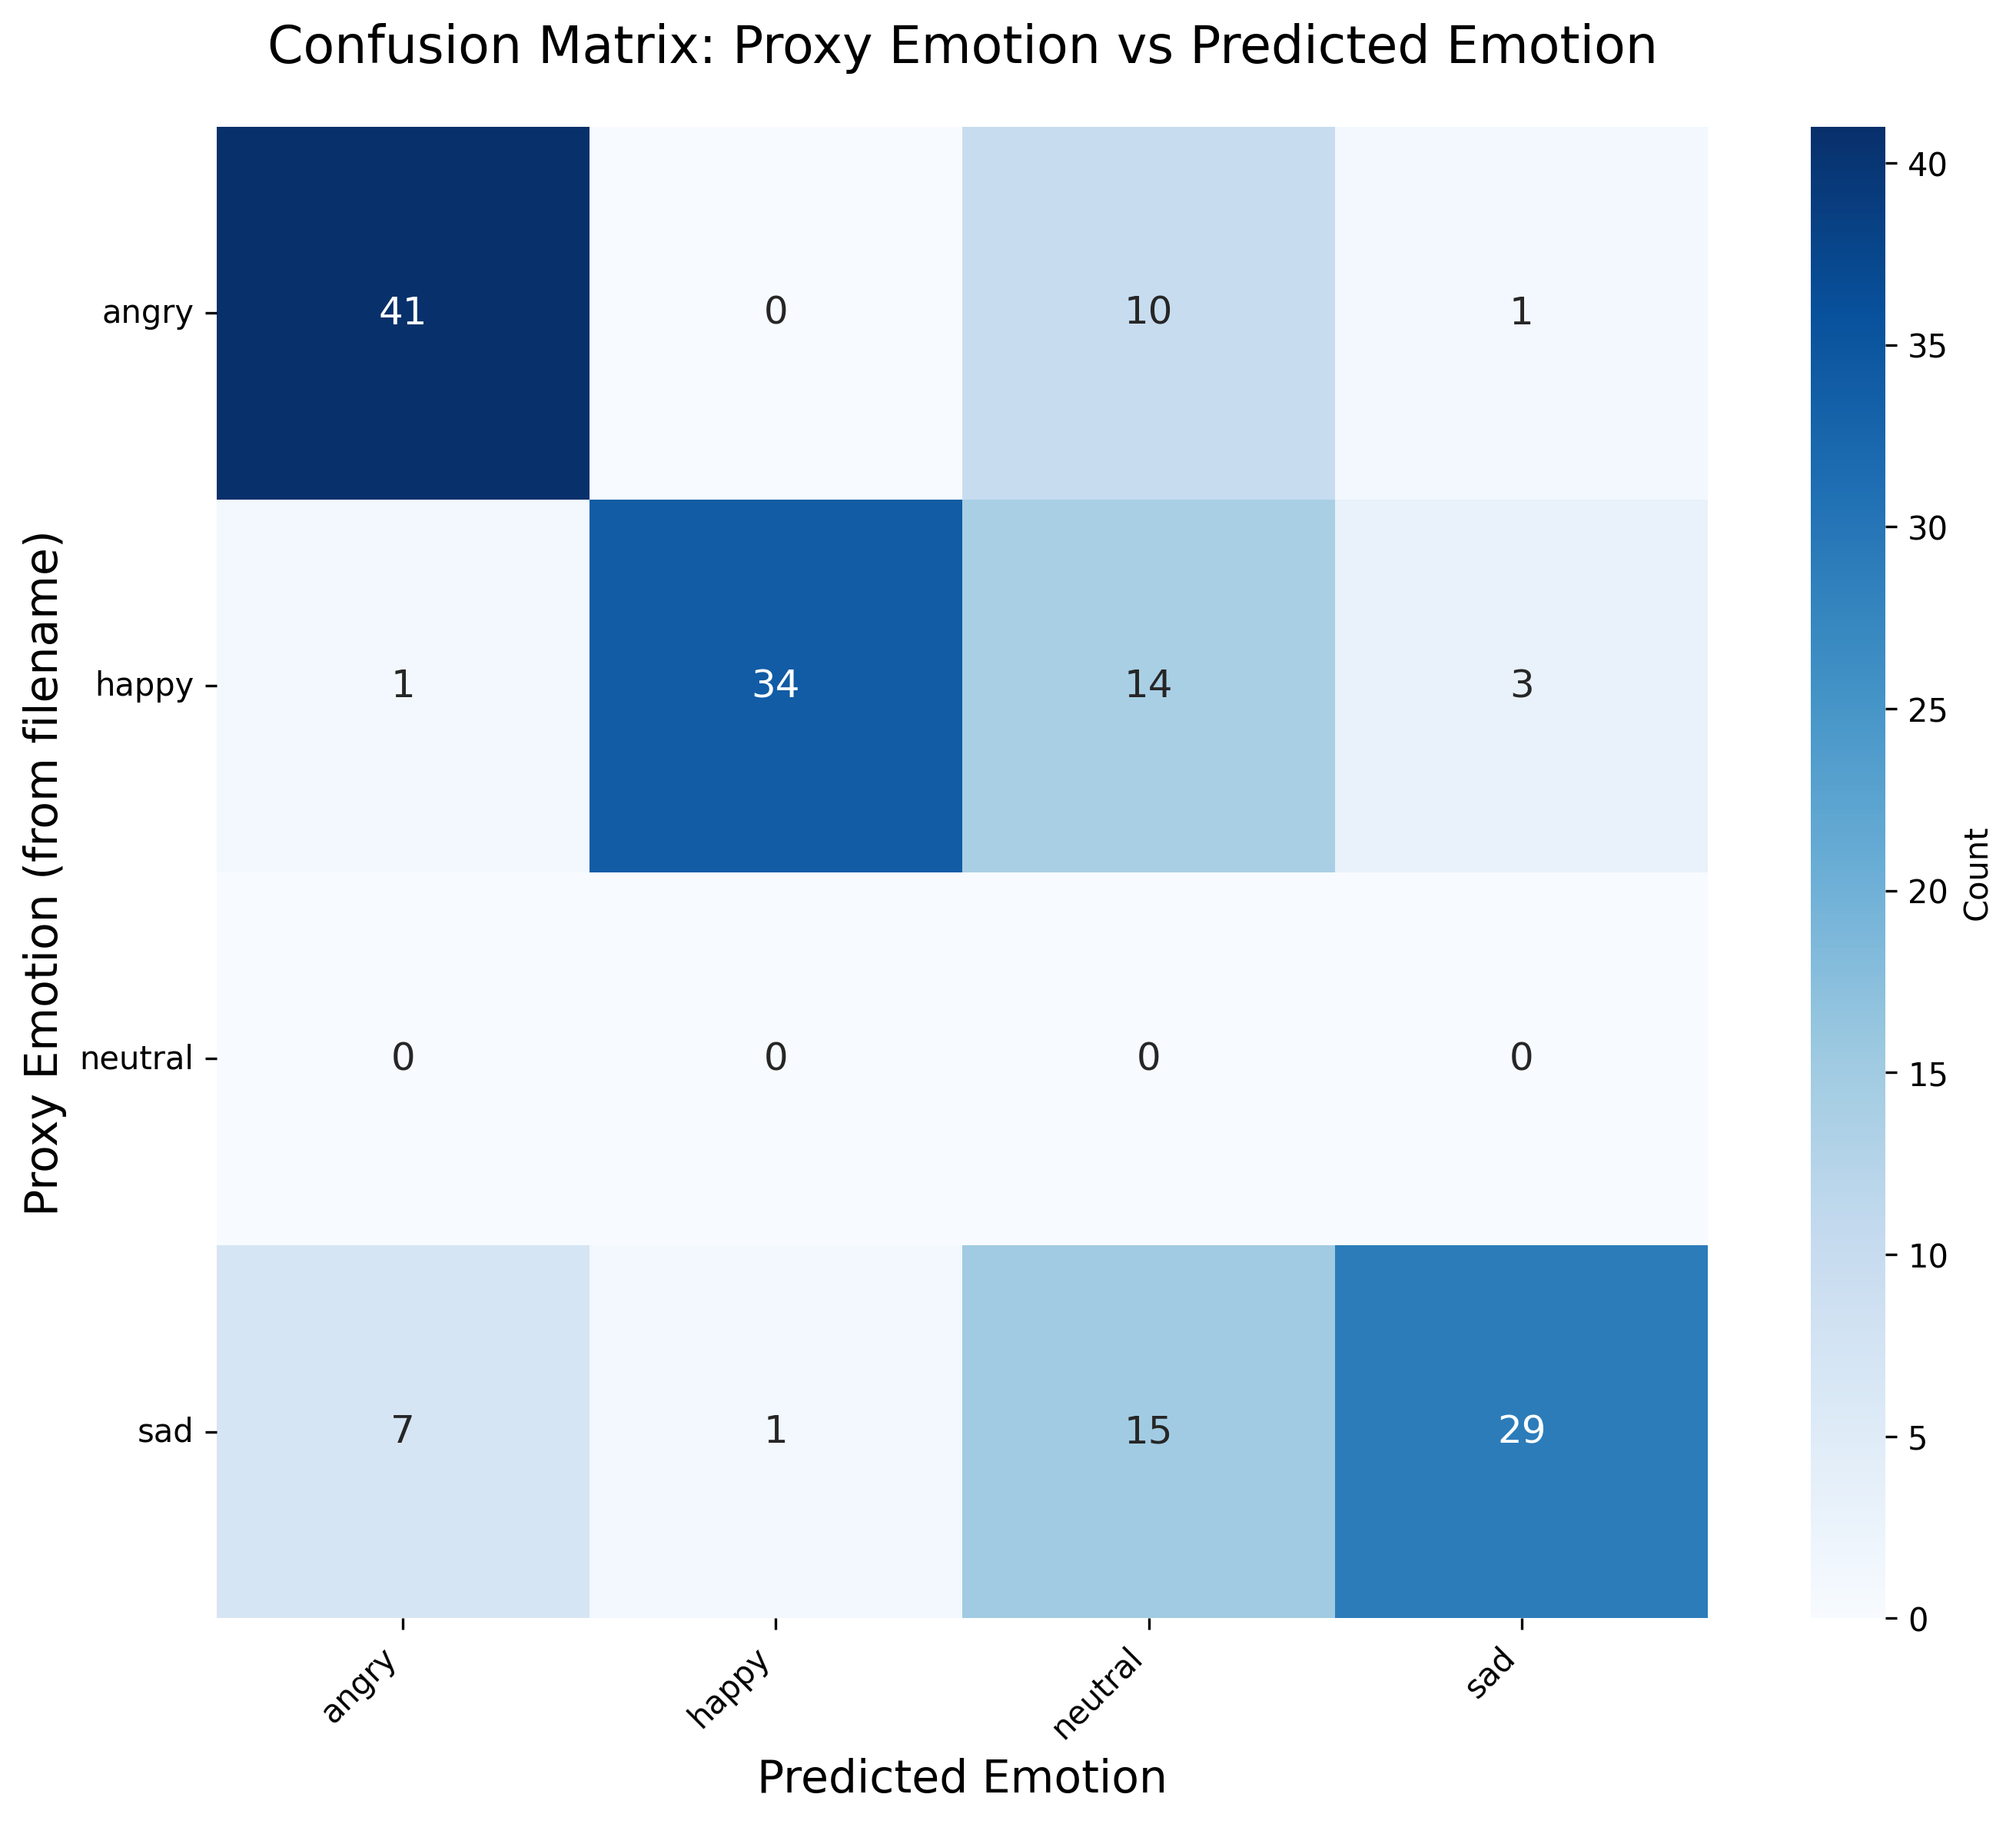 Confusion Matrix: Proxy Emotion vs Predicted Emotion
Proxy Emotion (from filename)
angry 41 0 10 1
happy 1 34 14 3
neutral 0 0 0 0
sad 7 1 15 29
angry happy neutral sad
Predicted Emotion
40
35
30
25
20
15
10
5
0
Count